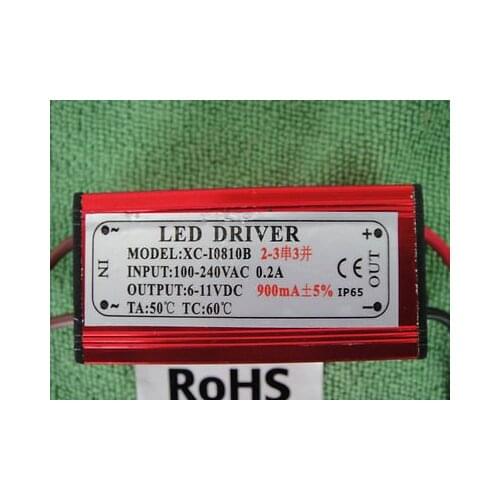 LED DRIVER
MODEL:XC-I0810B 2-3串3并
INPUT:100-240VAC 0.2A
OUTPUT:6-11VDC 900mA±5% IP65
TA:50℃ TC:60℃
~
IN
~
+
OUT
-
CE
RoHS